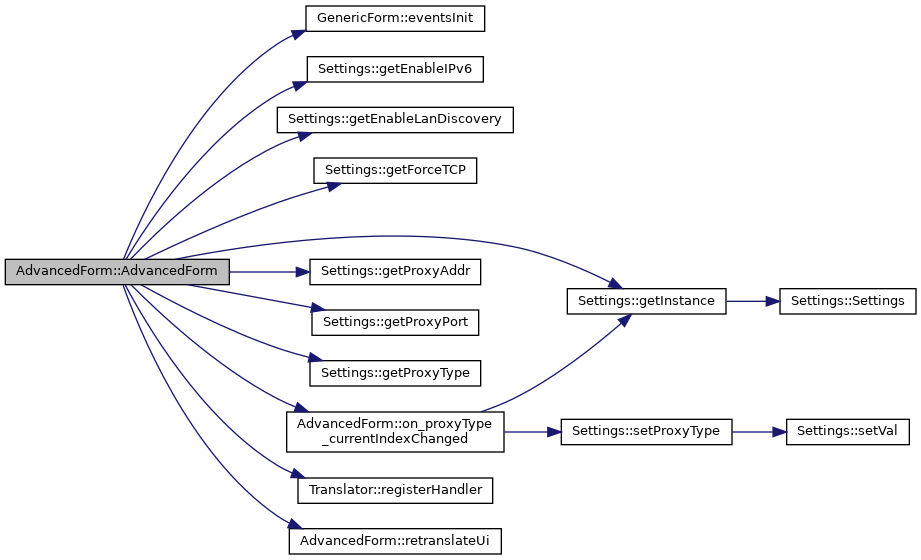 GenericForm::eventsInit
Settings::getEnableIPv6
Settings::getEnableLanDiscovery
Settings::getForceTCP
AdvancedForm::AdvancedForm
Settings::getProxyAddr
Settings::getInstance
Settings::Settings
Settings::getProxyPort
Settings::getProxyType
AdvancedForm::on_proxyType
_currentIndexChanged
Settings::setProxyType
Settings::setVal
Translator::registerHandler
AdvancedForm::retranslateUi